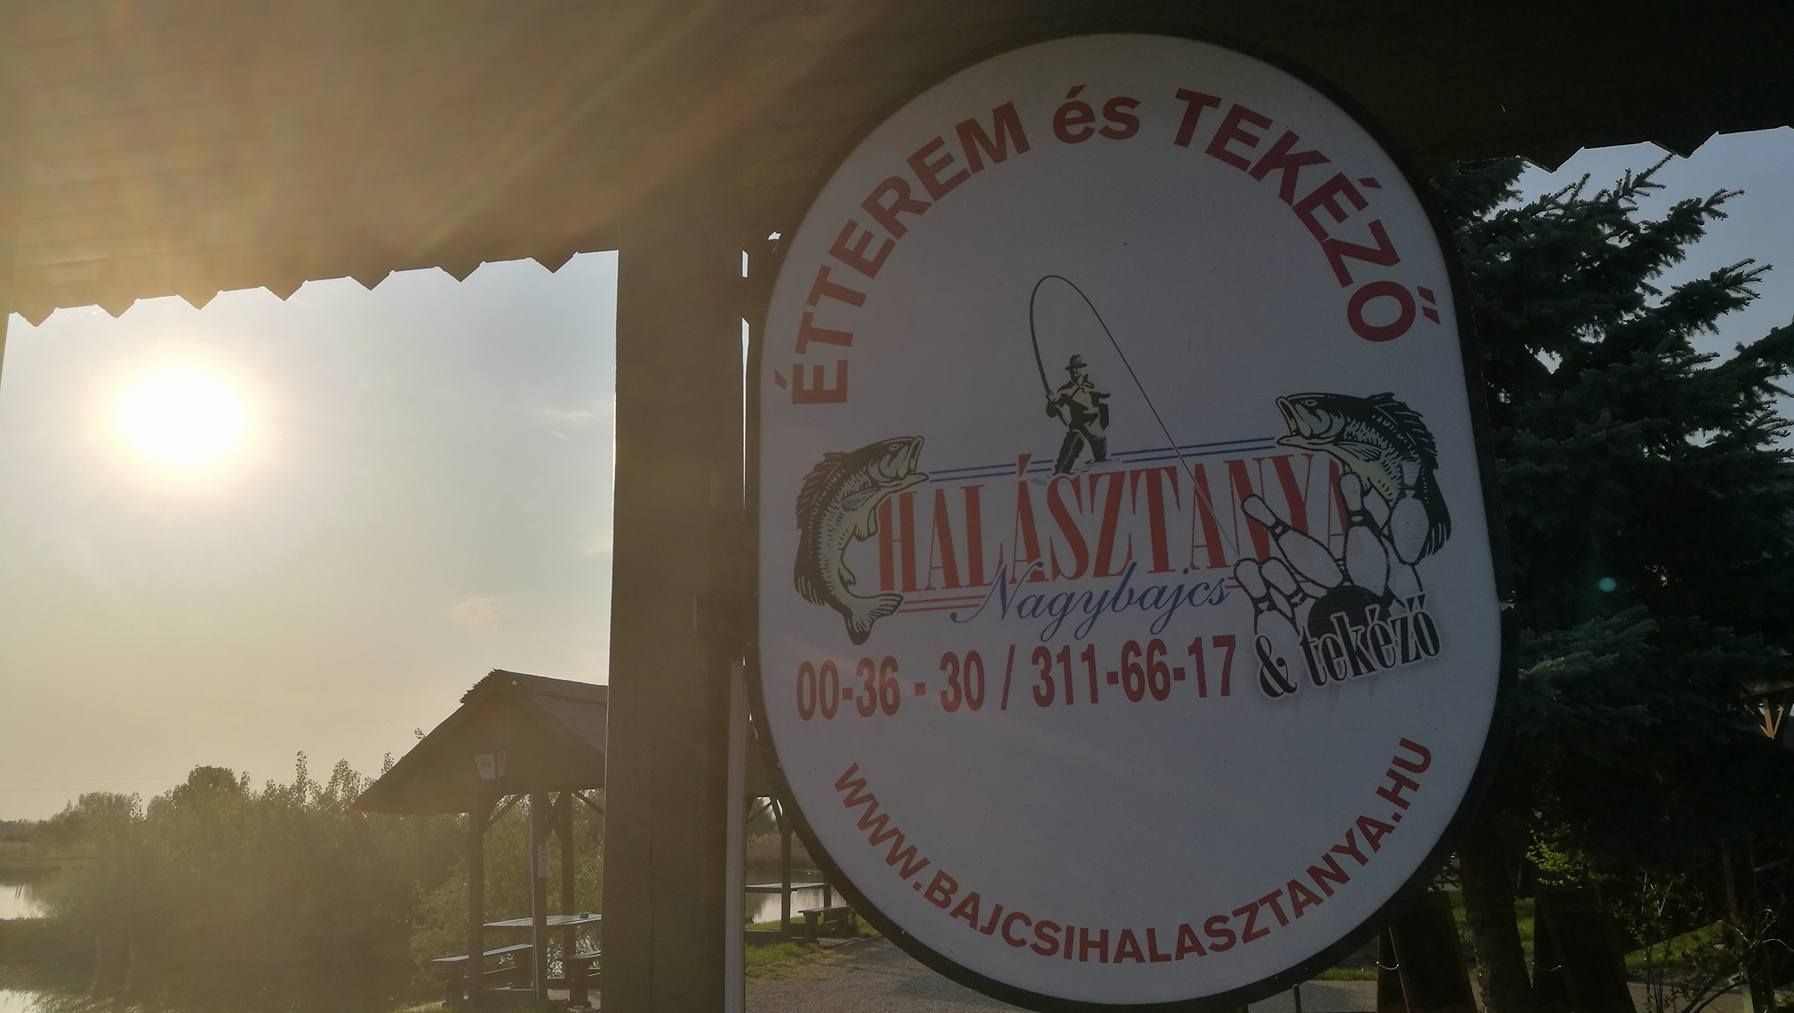 ÉTTEREM és TEKÉZŐ
HALÁSZTANYA
Nagybajcs
& tekéző
00-36 - 30 / 311-66-17
WWW.BAJCSIHALASZTANYA.HU